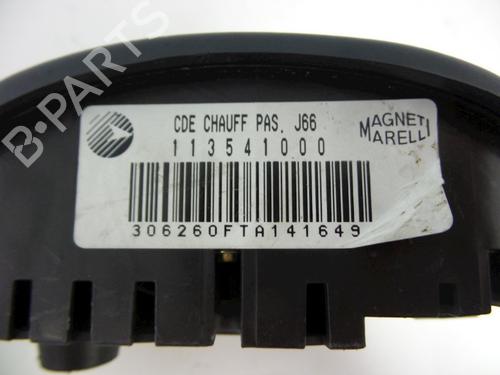 CDE CHAUFF PAS. J66
113541000
MAGNETI
MARELLI
306260FTA141649
B-Parts